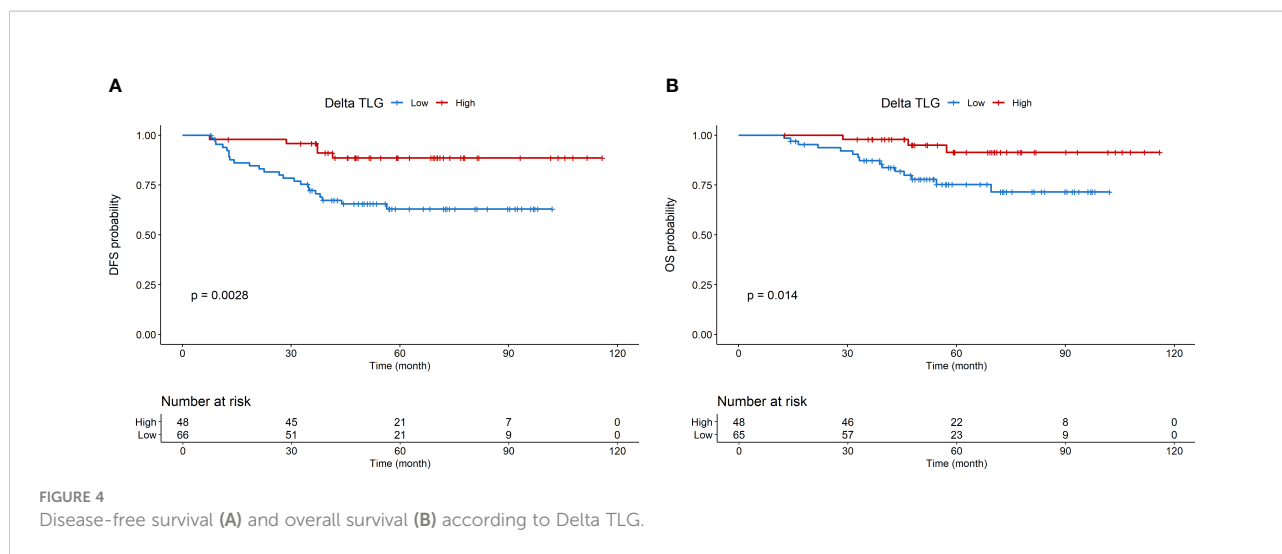 A
Delta TLG Low High
1.00
0.75
0.50
0.25
0.00
DFS probability
p = 0.0028
0 30 60 90 120
Time (month)
Number at risk
High 48 45 21 7 0
Low 66 51 21 9 0
0 30 60 90 120
Time (month)
B
Delta TLG Low High
1.00
0.75
0.50
0.25
0.00
OS probability
p = 0.014
0 30 60 90 120
Time (month)
Number at risk
High 48 46 22 8 0
Low 65 57 23 9 0
0 30 60 90 120
Time (month)
FIGURE 4
Disease-free survival (A) and overall survival (B) according to Delta TLG.